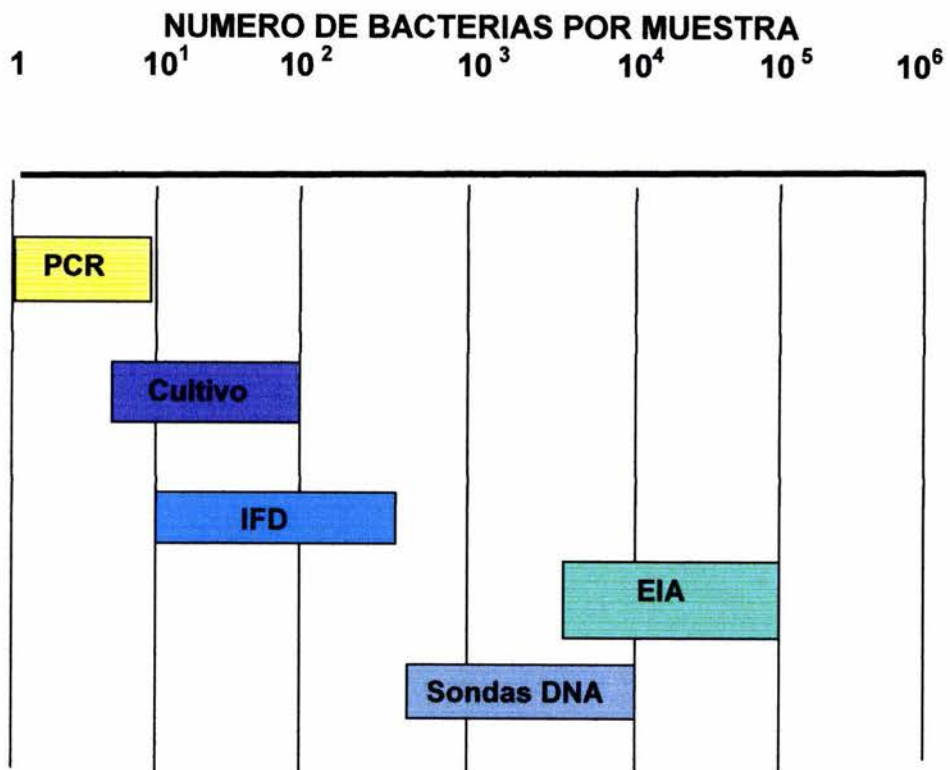 NUMERO DE BACTERIAS POR MUESTRA
1 10¹ 10² 10³ 10⁴ 10⁵ 10⁶
PCR
Cultivo
IFD
EIA
Sondas DNA